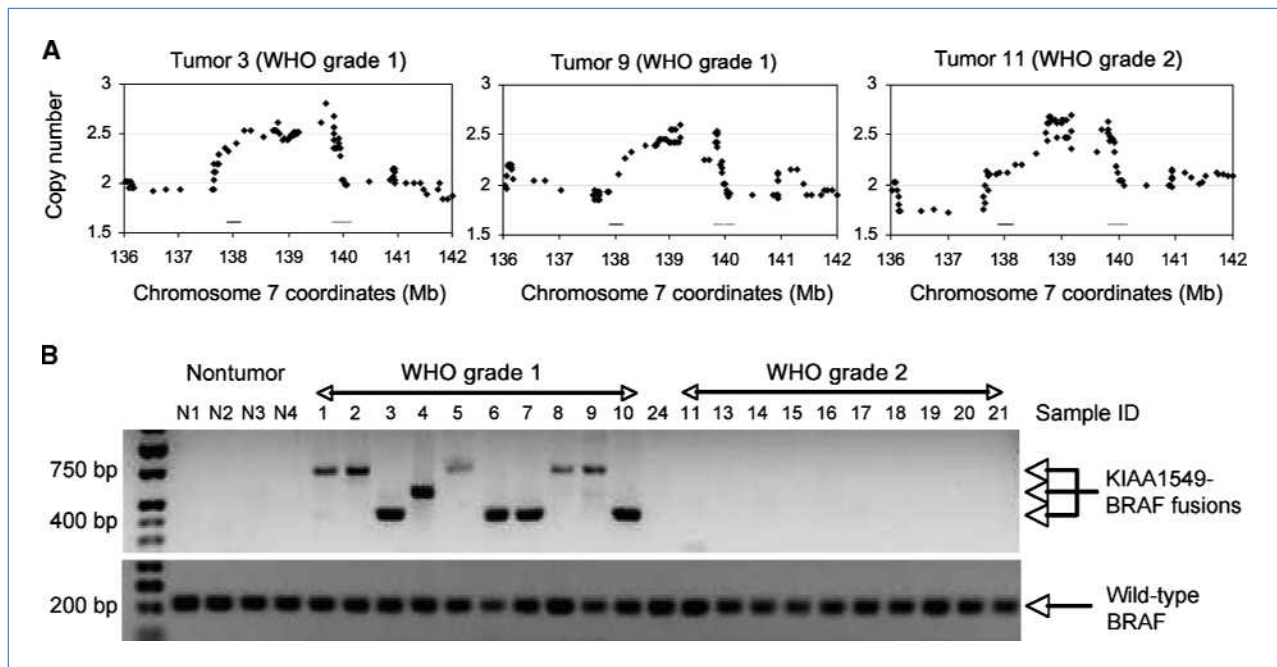 A
Tumor 3 (WHO grade 1)
Tumor 9 (WHO grade 1)
Tumor 11 (WHO grade 2)
Copy number
3
2.5
2
1.5
136 137 138 139 140 141 142
Chromosome 7 coordinates (Mb)
3
2.5
2
1.5
136 137 138 139 140 141 142
Chromosome 7 coordinates (Mb)
3
2.5
2
1.5
136 137 138 139 140 141 142
Chromosome 7 coordinates (Mb)
B
Nontumor
WHO grade 1
WHO grade 2
N1 N2 N3 N4 1 2 3 4 5 6 7 8 9 10 24 11 13 14 15 16 17 18 19 20 21 Sample ID
750 bp
400 bp
KIAA1549-
BRAF fusions
200 bp
Wild-type
BRAF